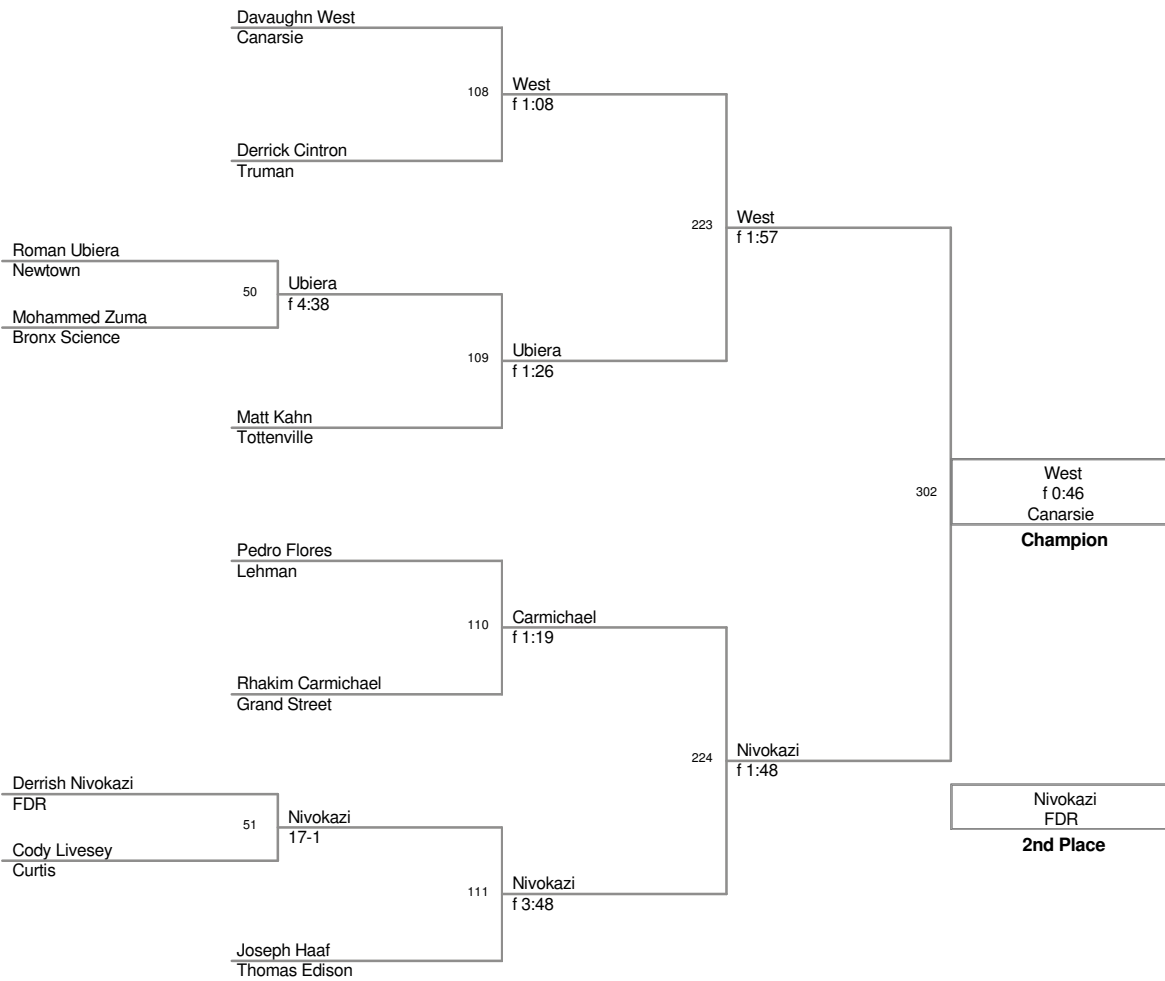 Davaughn West
Canarsie
108
West
f 1:08
Derrick Cintron
Truman
223
West
f 1:57
Roman Ubiera
Newtown
50
Ubiera
f 4:38
Mohammed Zuma
Bronx Science
109
Ubiera
f 1:26
Matt Kahn
Tottenville
302
West
f 0:46
Canarsie
Champion
Pedro Flores
Lehman
110
Carmichael
f 1:19
Rhakim Carmichael
Grand Street
224
Nivokazi
f 1:48
Derrish Nivokazi
FDR
51
Nivokazi
17-1
Cody Livesey
Curtis
111
Nivokazi
f 3:48
Joseph Haaf
Thomas Edison
Nivokazi
FDR
2nd Place